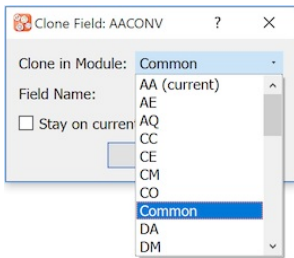 Clone Field: AACONV ? ×
Clone in Module: Common
Field Name:
Stay on curren
AA (current)
AE
AQ
CC
CE
CM
CO
Common
DA
DM